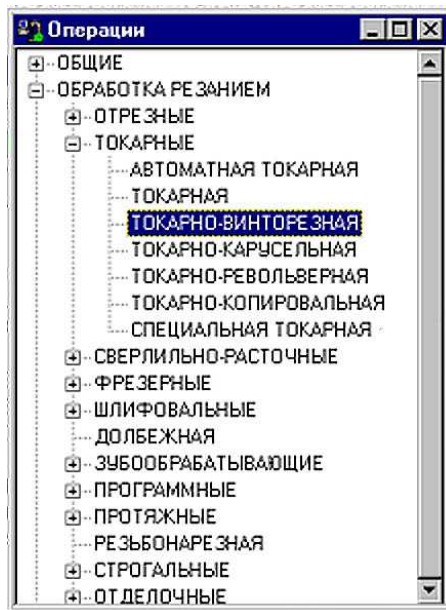 Операции
ОБЩИЕ
ОБРАБОТКА РЕЗАНИЕМ
ОТРЕЗНЫЕ
ТОКАРНЫЕ
АВТОМАТНАЯ ТОКАРНАЯ
ТОКАРНАЯ
ТОКАРНО-ВИНТОРЕЗНАЯ
ТОКАРНО-КАРУСЕЛЬНАЯ
ТОКАРНО-РЕВОЛЬВЕРНАЯ
ТОКАРНО-КОПИРОВАЛЬНАЯ
СПЕЦИАЛЬНАЯ ТОКАРНАЯ
СВЕРЛИЛЬНО-РАСТОЧНЫЕ
ФРЕЗЕРНЫЕ
ШЛИФОВАЛЬНЫЕ
ДОЛБЕЖНАЯ
ЗУБООБРАБАТЫВАЮЩИЕ
ПРОГРАММНЫЕ
ПРОТЯЖНЫЕ
РЕЗЬБОНАРЕЗНАЯ
СТРОГАЛЬНЫЕ
ОТДЕЛОЧНЫЕ